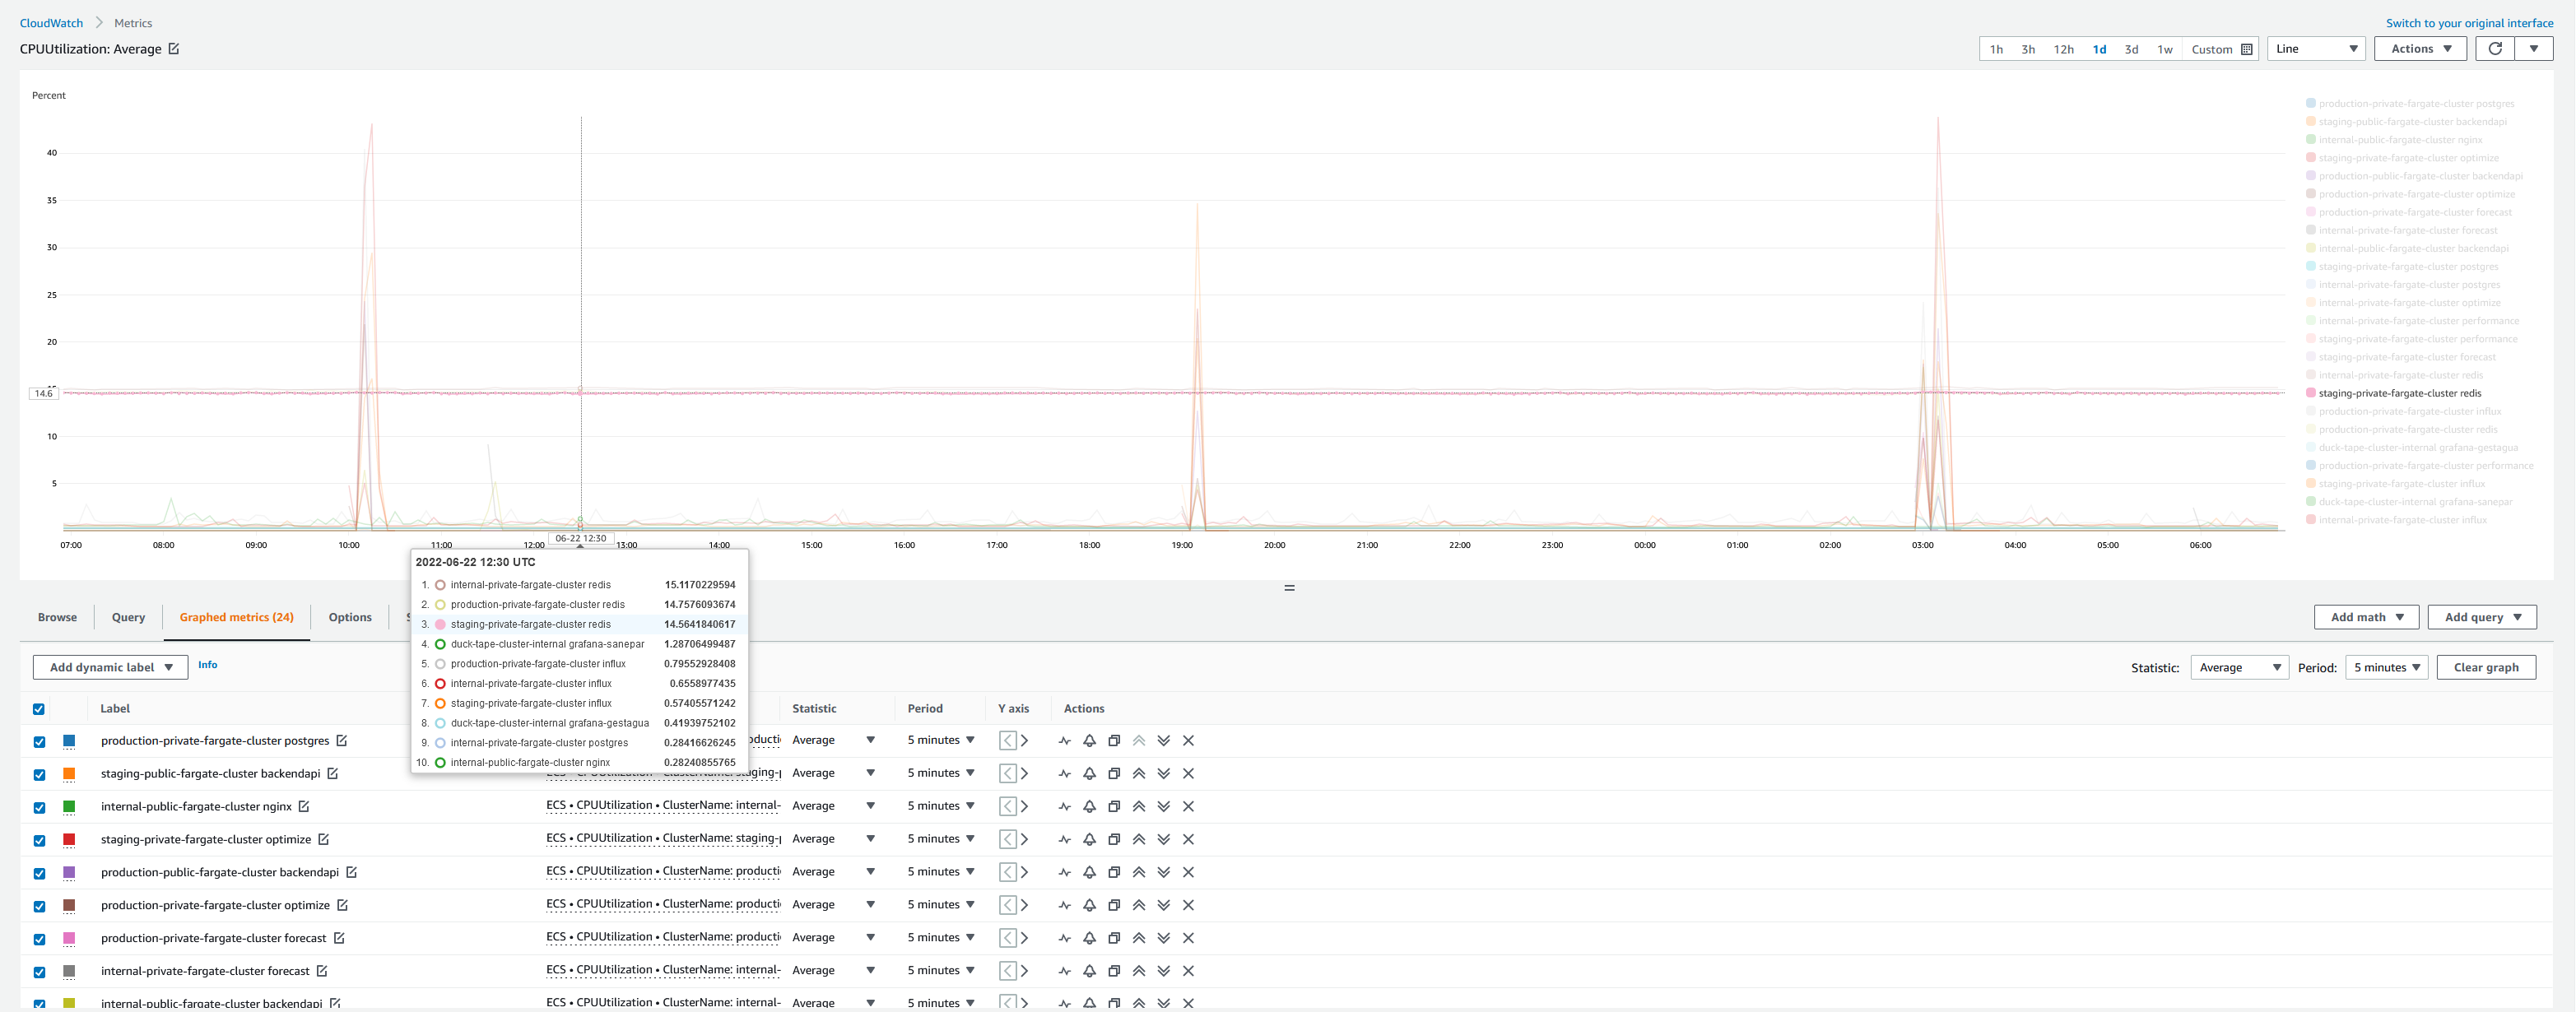 CloudWatch > Metrics
Switch to your original interface
CPUUtilization: Average
1h 3h 12h 1d 3d 1w Custom Line Actions
Percent
40
35
30
25
20
15
14.6
10
5
07:00 08:00 09:00 10:00 11:00 12:00 06-22 12:30 13:00 14:00 15:00 16:00 17:00 18:00 19:00 20:00 21:00 22:00 23:00 00:00 01:00 02:00 03:00 04:00 05:00 06:00
production-private-fargate-cluster postgres
staging-public-fargate-cluster backendapi
internal-public-fargate-cluster nginx
staging-private-fargate-cluster optimize
production-public-fargate-cluster backendapi
production-private-fargate-cluster optimize
production-private-fargate-cluster forecast
internal-private-fargate-cluster forecast
internal-public-fargate-cluster backendapi
staging-private-fargate-cluster postgres
internal-private-fargate-cluster postgres
internal-private-fargate-cluster optimize
internal-private-fargate-cluster performance
staging-private-fargate-cluster performance
staging-private-fargate-cluster forecast
internal-private-fargate-cluster redis
staging-private-fargate-cluster redis
production-private-fargate-cluster influx
production-private-fargate-cluster redis
duck-tape-cluster-internal grafana-gestagua
production-private-fargate-cluster performance
staging-private-fargate-cluster influx
duck-tape-cluster-internal grafana-sanepar
internal-private-fargate-cluster influx
2022-06-22 12:30 UTC
1. internal-private-fargate-cluster redis 15.1170229594
2. production-private-fargate-cluster redis 14.7576093674
3. staging-private-fargate-cluster redis 14.5641840617
4. duck-tape-cluster-internal grafana-sanepar 1.28706499487
5. production-private-fargate-cluster influx 0.79552928408
6. internal-private-fargate-cluster influx 0.6558977435
7. staging-private-fargate-cluster influx 0.57405571242
8. duck-tape-cluster-internal grafana-gestagua 0.41939752102
9. internal-private-fargate-cluster postgres 0.28416626245
10. internal-public-fargate-cluster nginx 0.28240855765
Browse Query Graphed metrics (24) Options Add math Add query
Add dynamic label Info Statistic: Average Period: 5 minutes Clear graph
Label Statistic Period Y axis Actions
production-private-fargate-cluster postgres Average 5 minutes
staging-public-fargate-cluster backendapi ECS • CPUUtilization • ClusterName: staging-p Average 5 minutes
internal-public-fargate-cluster nginx ECS • CPUUtilization • ClusterName: internal- Average 5 minutes
staging-private-fargate-cluster optimize ECS • CPUUtilization • ClusterName: staging-p Average 5 minutes
production-public-fargate-cluster backendapi ECS • CPUUtilization • ClusterName: producti Average 5 minutes
production-private-fargate-cluster optimize ECS • CPUUtilization • ClusterName: producti Average 5 minutes
production-private-fargate-cluster forecast ECS • CPUUtilization • ClusterName: producti Average 5 minutes
internal-private-fargate-cluster forecast ECS • CPUUtilization • ClusterName: internal- Average 5 minutes
internal-public-fargate-cluster backendapi ECS • CPUUtilization • ClusterName: internal- Average 5 minutes